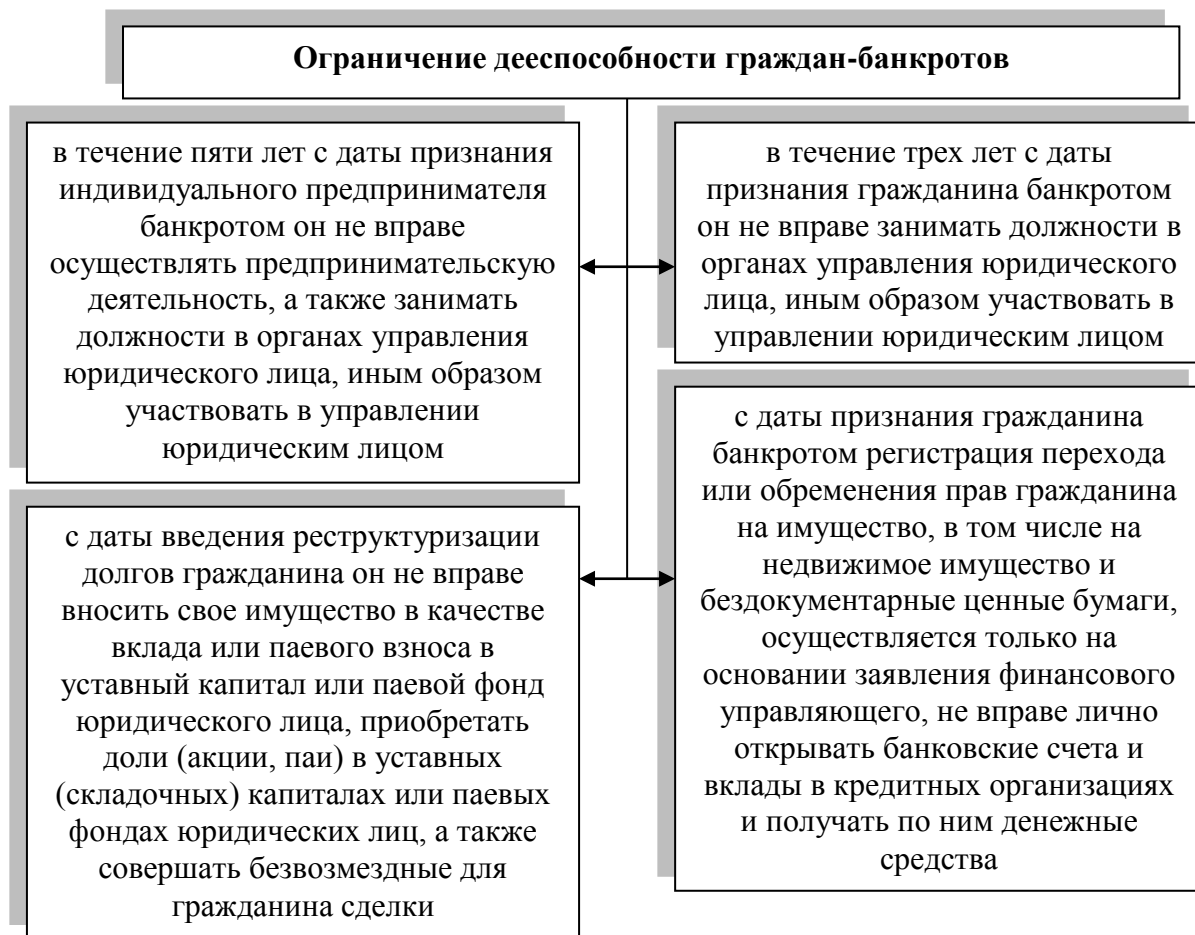 Ограничение дееспособности граждан-банкротов
в течение пяти лет с даты признания
индивидуального предпринимателя
банкротом он не вправе
осуществлять предпринимательскую
деятельность, а также занимать
должности в органах управления
юридического лица, иным образом
участвовать в управлении
юридическим лицом
в течение трех лет с даты
признания гражданина банкротом
он не вправе занимать должности в
органах управления юридического
лица, иным образом участвовать в
управлении юридическим лицом
с даты введения реструктуризации
долгов гражданина он не вправе
вносить свое имущество в качестве
вклада или паевого взноса в
уставный капитал или паевой фонд
юридического лица, приобретать
доли (акции, паи) в уставных
(складочных) капиталах или паевых
фондах юридических лиц, а также
совершать безвозмездные для
гражданина сделки
с даты признания гражданина
банкротом регистрация перехода
или обременения прав гражданина
на имущество, в том числе на
недвижимое имущество и
бездокументарные ценные бумаги,
осуществляется только на
основании заявления финансового
управляющего, не вправе лично
открывать банковские счета и
вклады в кредитных организациях
и получать по ним денежные
средства